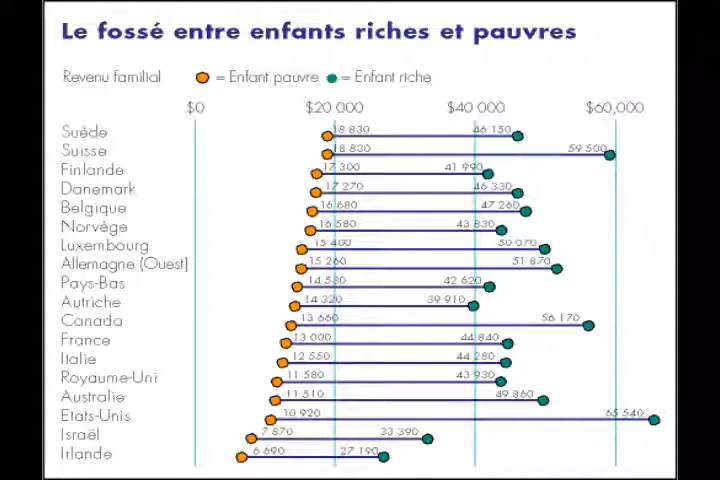 Le fossé entre enfants riches et pauvres
Revenu familial = Enfant pauvre = Enfant riche
$0 $20 000 $40 000 $60,000
Suède 18 830 46 150
Suisse 18 830 59 500
Finlande 17 300 41 990
Danemark 17 270 46 330
Belgique 16 680 47 260
Norvège 16 580 43 830
Luxembourg 15 400 50 070
Allemagne (Ouest) 15 260 51 870
Pays-Bas 14 530 42 620
Autriche 14 320 39 910
Canada 13 660 56 170
France 13 000 44 840
Italie 12 550 44 280
Royaume-Uni 11 580 43 930
Australie 11 510 49 860
Etats-Unis 10 920 65 540
Israël 7 870 33 390
Irlande 6 690 27 190